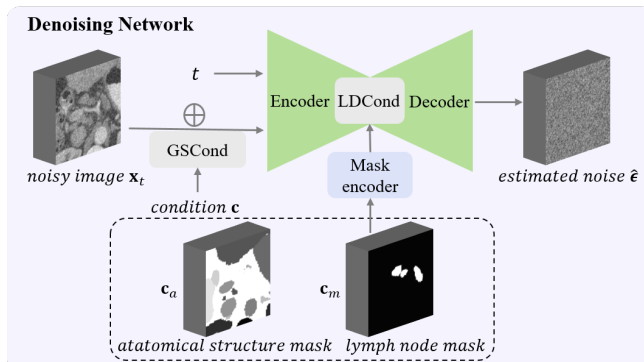 Denoising Network
t
Encoder
LDCond
Decoder
GSCond
noisy image x_t
Mask
encoder
estimated noise ε̂
condition c
c_a
c_m
atatomical structure mask
lymph node mask